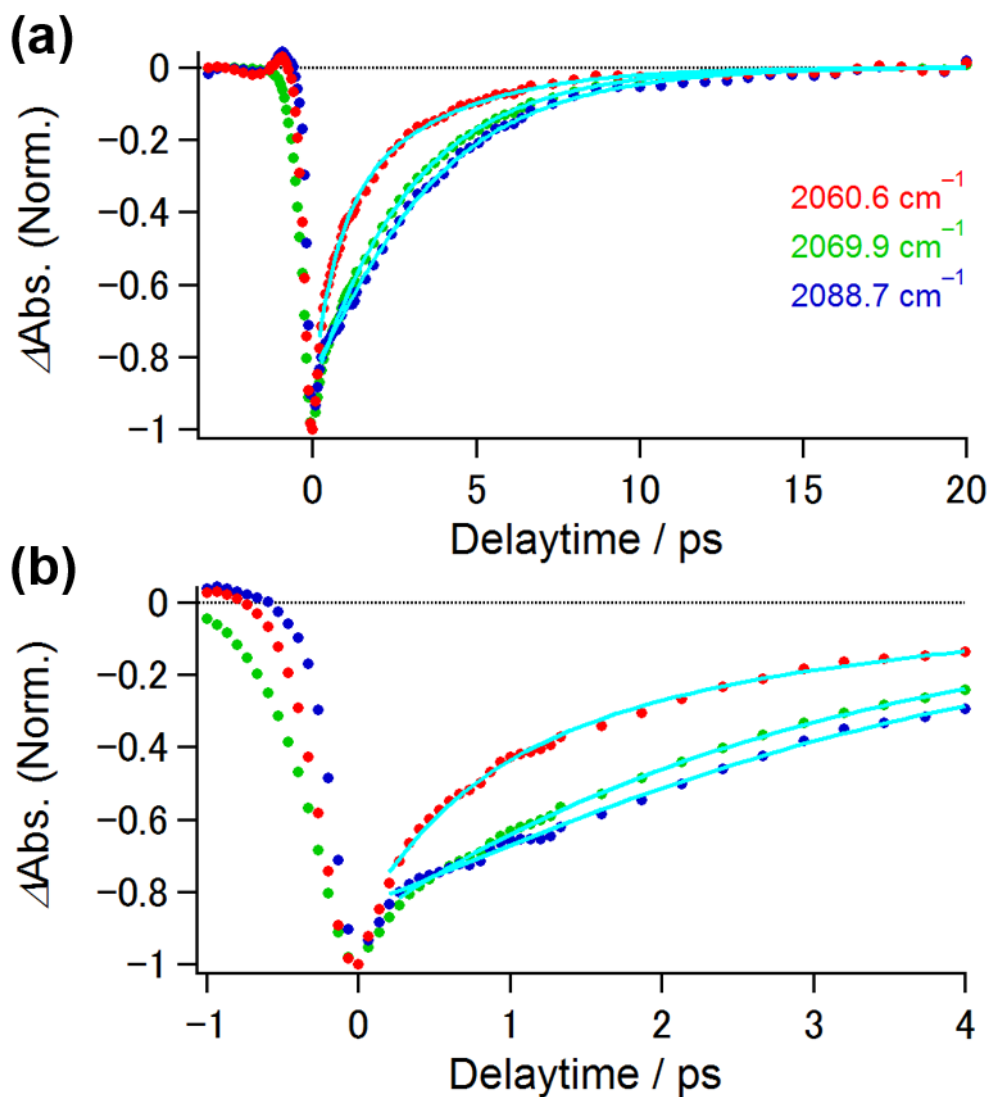 (a)
0
−0.2
−0.4
−0.6
−0.8
−1
ΔAbs. (Norm.)
2060.6 cm⁻¹
2069.9 cm⁻¹
2088.7 cm⁻¹
0 5 10 15 20
Delaytime / ps
(b)
0
−0.2
−0.4
−0.6
−0.8
−1
ΔAbs. (Norm.)
−1 0 1 2 3 4
Delaytime / ps